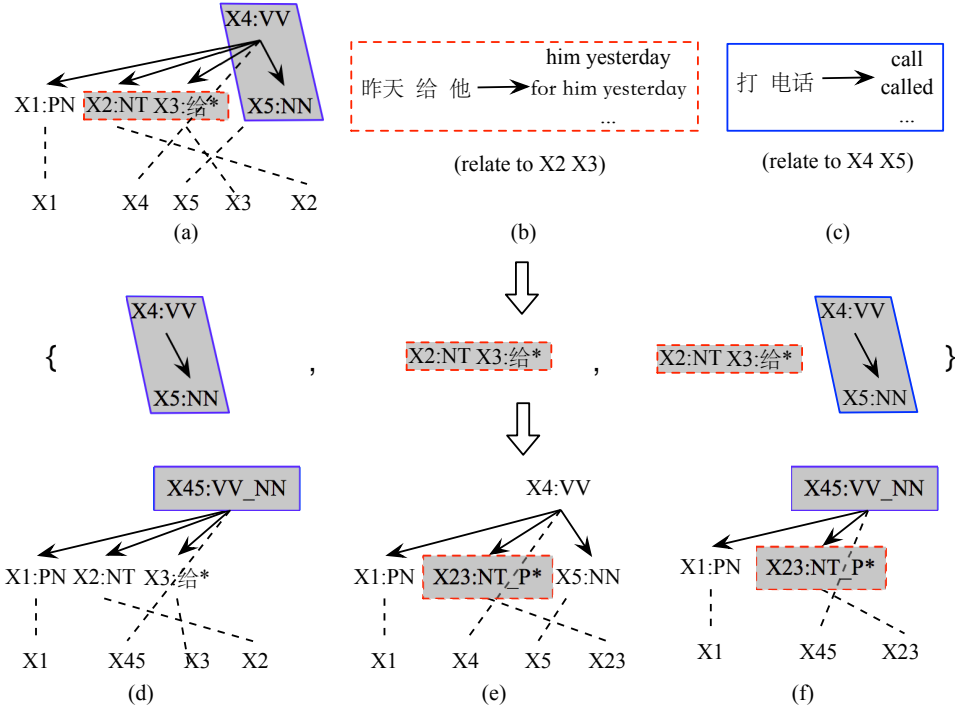 X4:VV
X1:PN X2:NT X3:给* X5:NN
X1 X4 X5 X3 X2
(a)
昨天 给 他
him yesterday
for him yesterday
...
(relate to X2 X3)
(b)
打 电话
call
called
...
(relate to X4 X5)
(c)
{ X4:VV
X5:NN
, X2:NT X3:给* , X2:NT X3:给*
X4:VV
X5:NN }
X45:VV_NN
X1:PN X2:NT X3:给*
X1 X45 X3 X2
(d)
X4:VV
X1:PN X23:NT_P* X5:NN
X1 X4 X5 X23
(e)
X45:VV_NN
X1:PN X23:NT_P*
X1 X45 X23
(f)